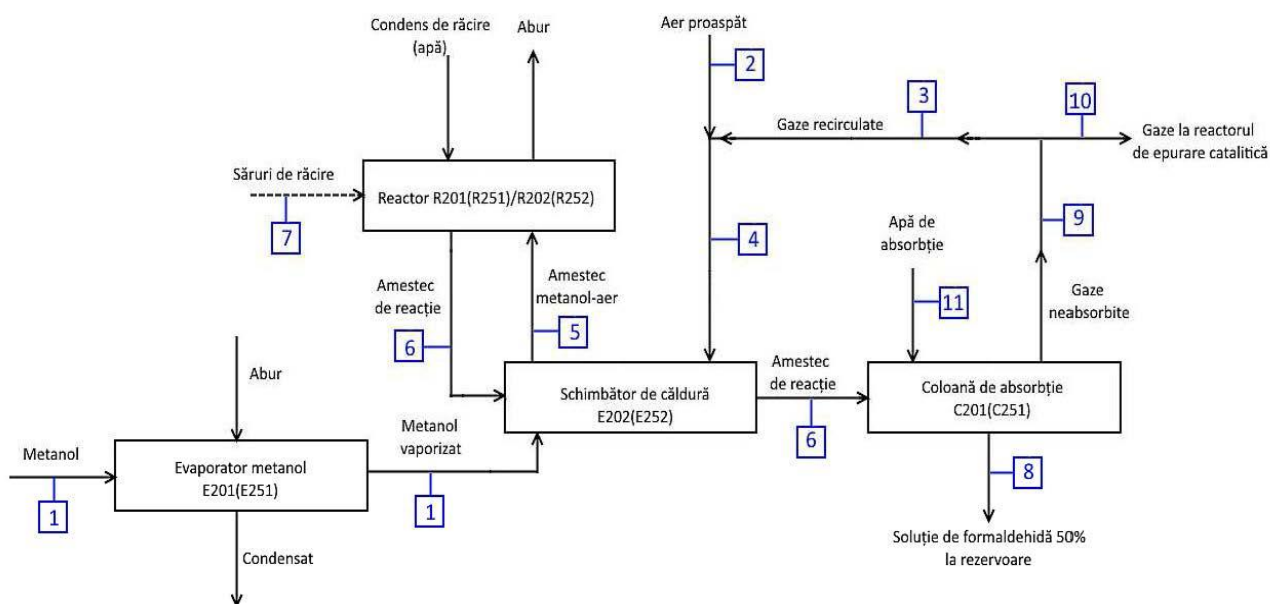 Condens de răcire
(apă)
Abur
Aer proaspăt
2
3
10
Gaze recirculate
Gaze la reactorul
de epurare catalitică
Săruri de răcire
7
Reactor R201(R251)/R202(R252)
4
9
Apă de
absorbție
11
Gaze
neabsorbite
Amestec
de reacție
6
Amestec
metanol-aer
5
Abur
Schimbător de căldură
E202(E252)
Amestec
de reacție
6
Coloană de absorbție
C201(C251)
Metanol
1
Evaporator metanol
E201(E251)
Metanol
vaporizat
1
8
Condensat
Soluție de formaldehidă 50%
la rezervoare